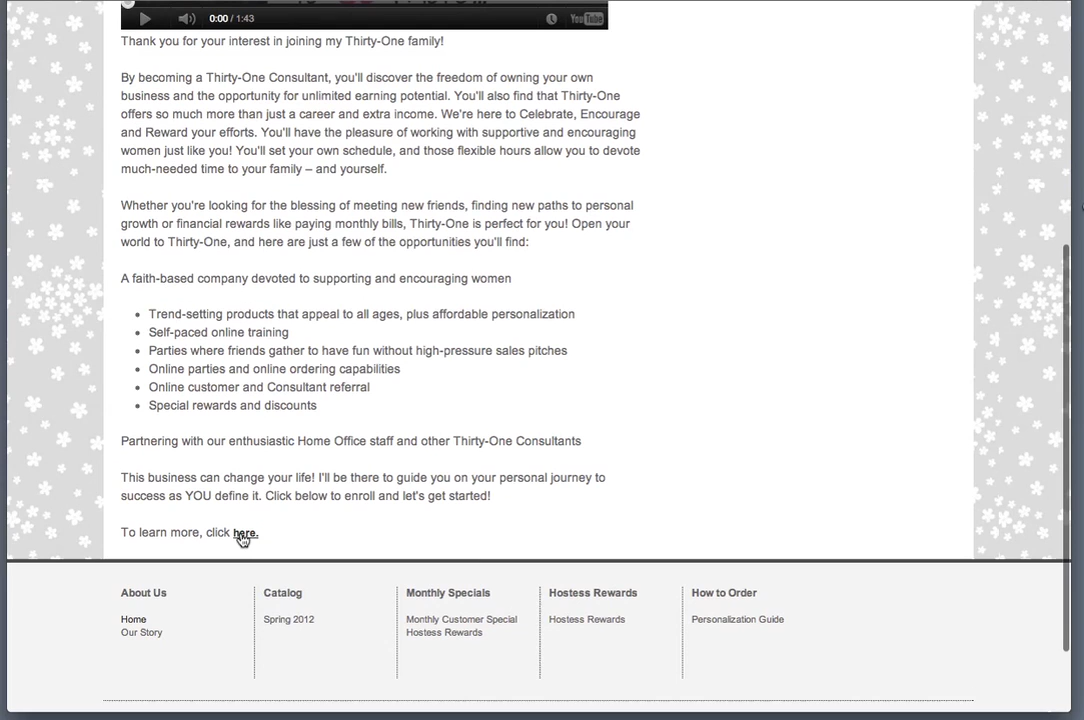 0:00 / 1:43
YouTube
Thank you for your interest in joining my Thirty-One family!
By becoming a Thirty-One Consultant, you'll discover the freedom of owning your own
business and the opportunity for unlimited earning potential. You'll also find that Thirty-One
offers so much more than just a career and extra income. We're here to Celebrate, Encourage
and Reward your efforts. You'll have the pleasure of working with supportive and encouraging
women just like you! You'll set your own schedule, and those flexible hours allow you to devote
much-needed time to your family – and yourself.
Whether you're looking for the blessing of meeting new friends, finding new paths to personal
growth or financial rewards like paying monthly bills, Thirty-One is perfect for you! Open your
world to Thirty-One, and here are just a few of the opportunities you'll find:
A faith-based company devoted to supporting and encouraging women
• Trend-setting products that appeal to all ages, plus affordable personalization
• Self-paced online training
• Parties where friends gather to have fun without high-pressure sales pitches
• Online parties and online ordering capabilities
• Online customer and Consultant referral
• Special rewards and discounts
Partnering with our enthusiastic Home Office staff and other Thirty-One Consultants
This business can change your life! I'll be there to guide you on your personal journey to
success as YOU define it. Click below to enroll and let's get started!
To learn more, click here.
About Us
Home
Our Story
Catalog
Spring 2012
Monthly Specials
Monthly Customer Special
Hostess Rewards
Hostess Rewards
Hostess Rewards
How to Order
Personalization Guide